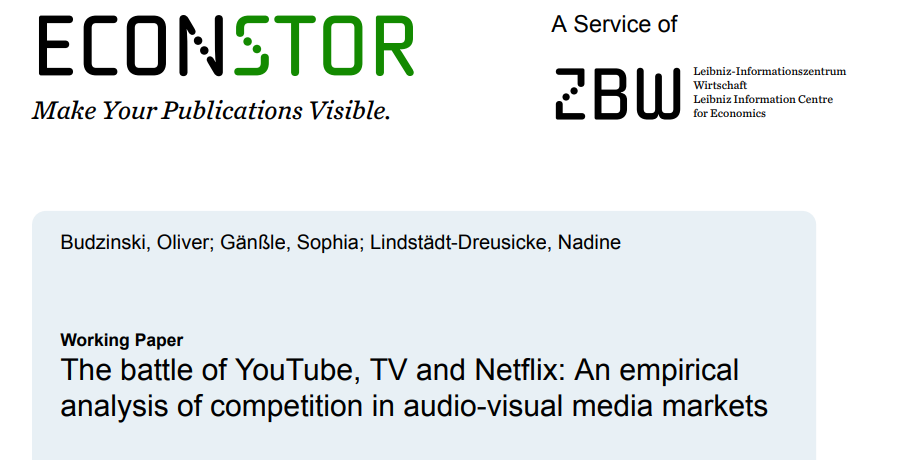 ECONSTOR
Make Your Publications Visible.
A Service of
ZBW
Leibniz-Informationszentrum
Wirtschaft
Leibniz Information Centre
for Economics
Budzinski, Oliver; Gänßle, Sophia; Lindstädt-Dreusicke, Nadine
Working Paper
The battle of YouTube, TV and Netflix: An empirical
analysis of competition in audio-visual media markets